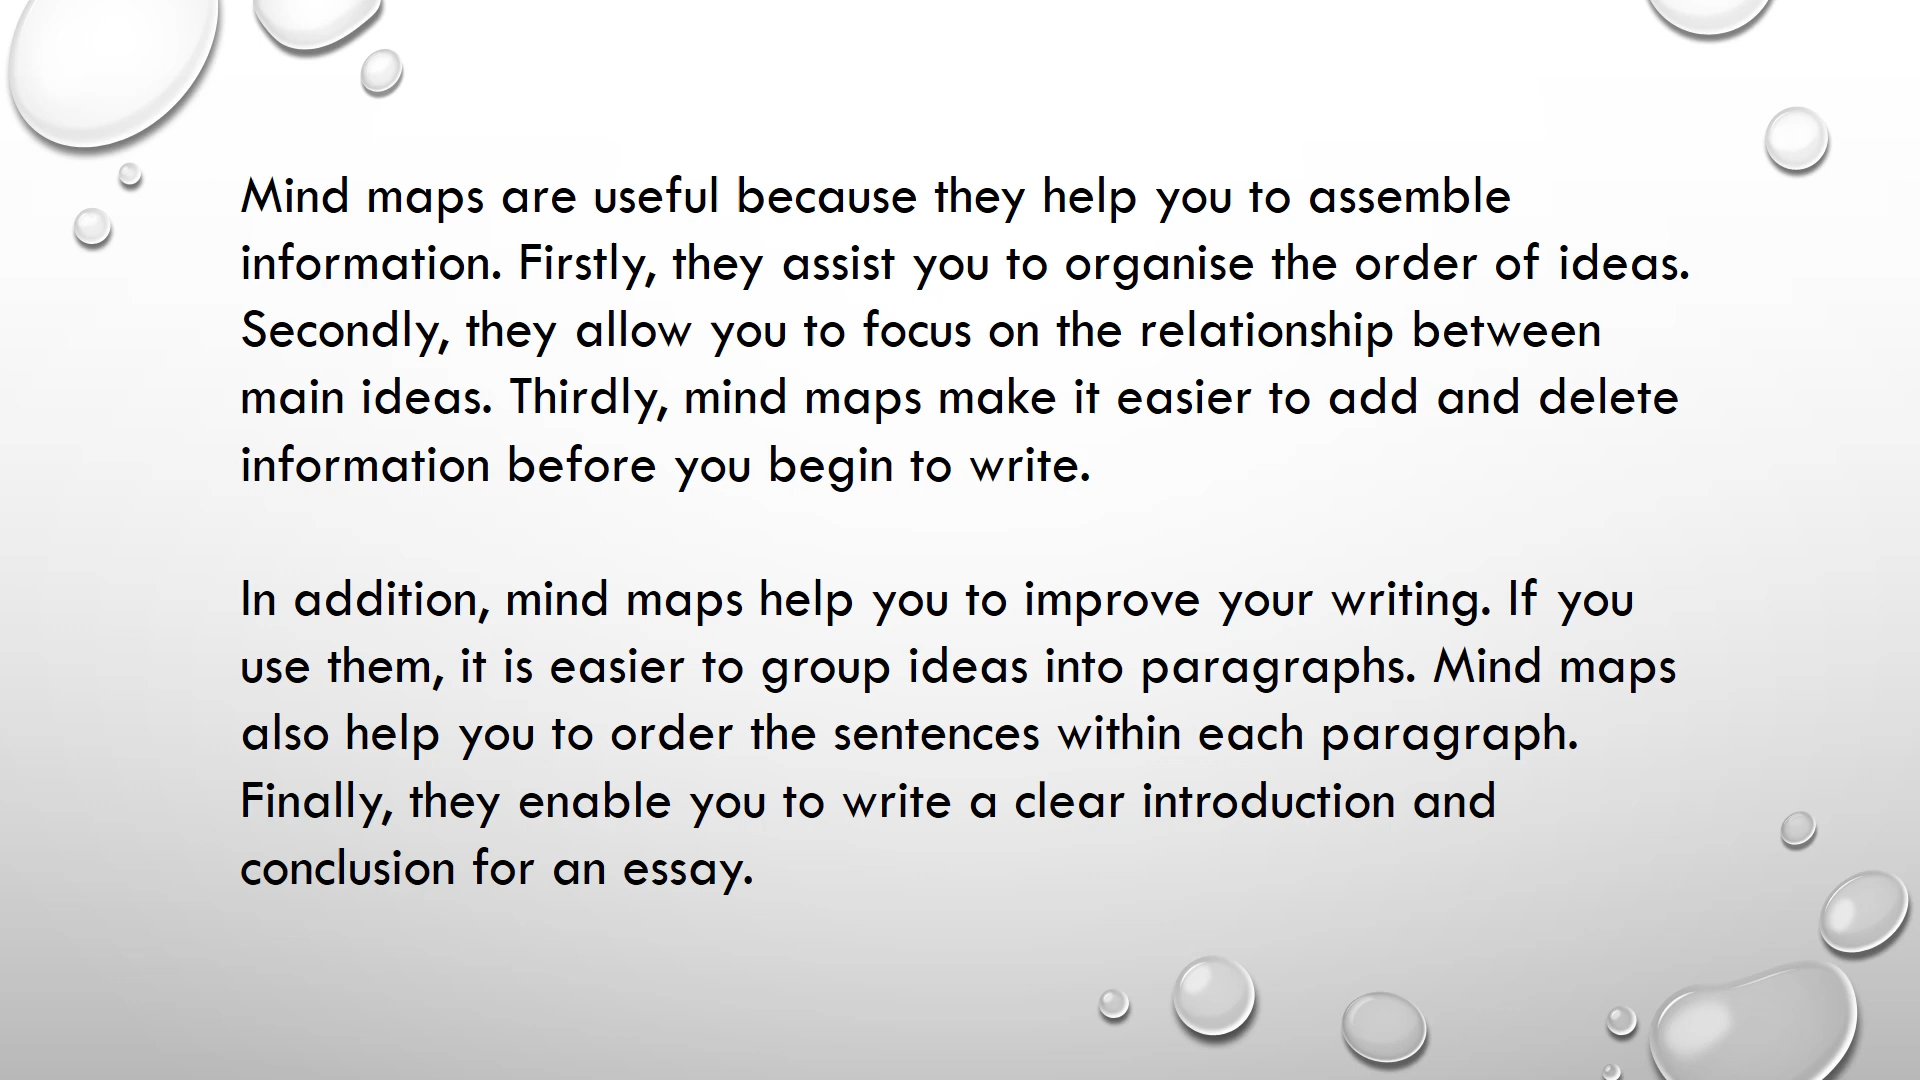 Mind maps are useful because they help you to assemble
information. Firstly, they assist you to organise the order of ideas.
Secondly, they allow you to focus on the relationship between
main ideas. Thirdly, mind maps make it easier to add and delete
information before you begin to write.
In addition, mind maps help you to improve your writing. If you
use them, it is easier to group ideas into paragraphs. Mind maps
also help you to order the sentences within each paragraph.
Finally, they enable you to write a clear introduction and
conclusion for an essay.